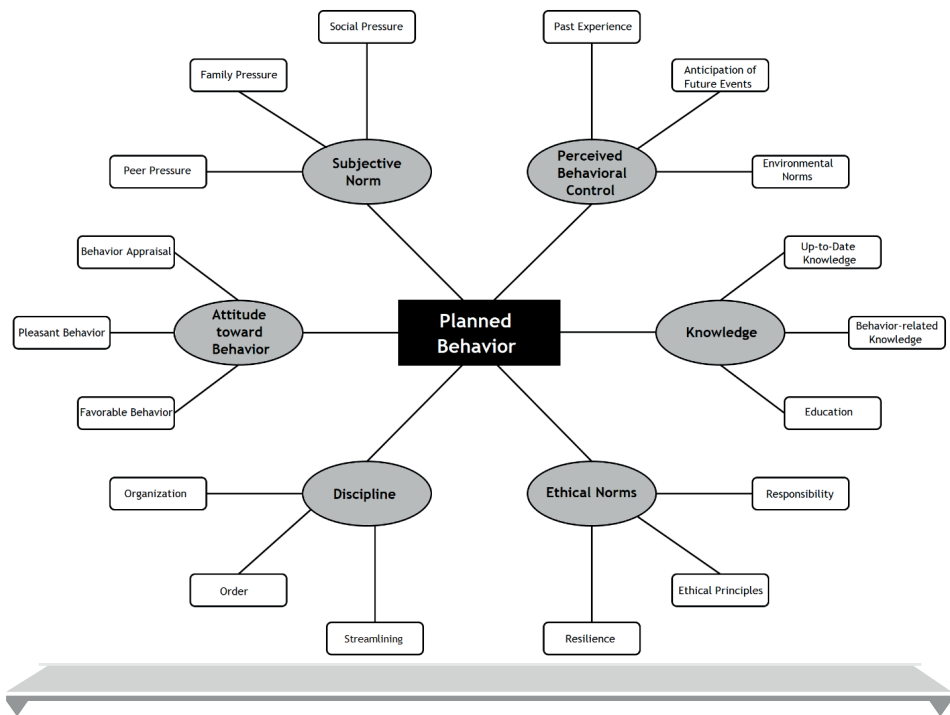 Social Pressure
Past Experience
Family Pressure
Anticipation of
Future Events
Peer Pressure
Subjective
Norm
Perceived
Behavioral
Control
Environmental
Norms
Behavior Appraisal
Up-to-Date
Knowledge
Pleasant Behavior
Attitude
toward
Behavior
Planned
Behavior
Knowledge
Behavior-related
Knowledge
Favorable Behavior
Education
Organization
Discipline
Ethical Norms
Responsibility
Order
Ethical Principles
Streamlining
Resilience